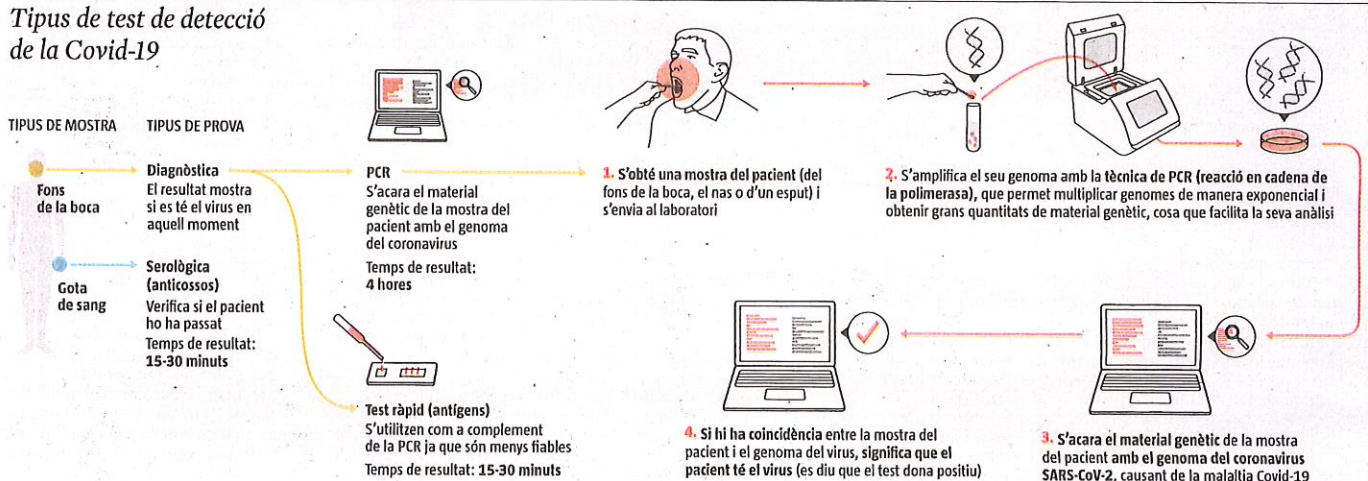 Tipus de test de detecció
de la Covid-19
TIPUS DE MOSTRA
TIPUS DE PROVA
Fons
de la boca
Gota
de sang
Diagnòstica
El resultat mostra
si es té el virus en
aquell moment
Serològica
(anticossos)
Verifica si el pacient
ho ha passat
Temps de resultat:
15-30 minuts
PCR
S'acara el material
genètic de la mostra del
pacient amb el genoma
del coronavirus
Temps de resultat:
4 hores
Test ràpid (antígens)
S'utilitzen com a complement
de la PCR ja que són menys fiables
Temps de resultat: 15-30 minuts
1. S'obté una mostra del pacient (del
fons de la boca, el nas o d'un esput) i
s'envia al laboratori
2. S'amplifica el seu genoma amb la tècnica de PCR (reacció en cadena de
la polimerasa), que permet multiplicar genomes de manera exponencial i
obtenir grans quantitats de material genètic, cosa que facilita la seva anàlisi
3. S'acara el material genètic de la mostra
del pacient amb el genoma del coronavirus
SARS-CoV-2, causant de la malaltia Covid-19
4. Si hi ha coincidència entre la mostra del
pacient i el genoma del virus, significa que el
pacient té el virus (es diu que el test dona positiu)